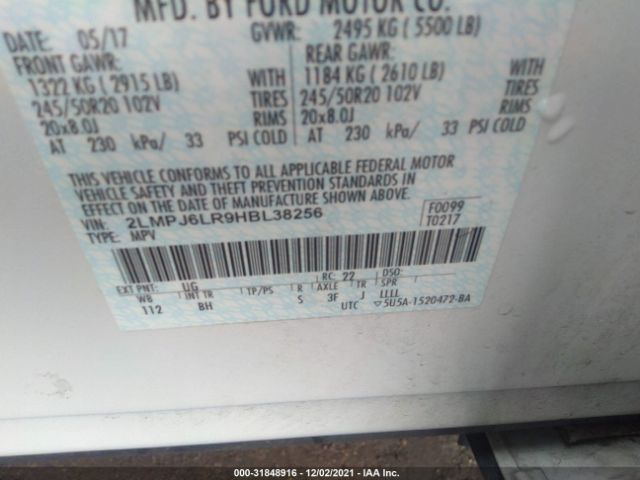 MFD. BY FORD MOTOR CO.
DATE: 05/17 GVWR: 2495 KG ( 5500 LB)
FRONT GAWR: REAR GAWR:
1322 KG ( 2915 LB) WITH 1184 KG ( 2610 LB) WITH
245/50R20 102V TIRES 245/50R20 102V TIRES
20x8.0J RIMS 20x8.0J RIMS
AT 230 kPa/ 33 PSI COLD AT 230 kPa/ 33 PSI COLD
THIS VEHICLE CONFORMS TO ALL APPLICABLE FEDERAL MOTOR
VEHICLE SAFETY AND THEFT PREVENTION STANDARDS IN
EFFECT ON THE DATE OF MANUFACTURE SHOWN ABOVE.
VIN: 2LMPJ6LR9HBL38256 F0099
TYPE: MPV T0217
EXT PNT: UG RC: 22 DSO:
WB INT TR TP/PS R AXLE TR SPR
112 BH S 3F J LLLL
UTC ▽5U5A-1520472-BA
000-31848916 - 12/02/2021 - IAA Inc.